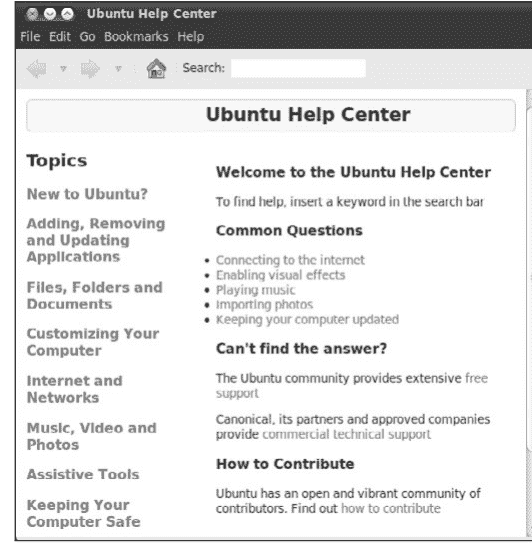 Ubuntu Help Center
File Edit Go Bookmarks Help
Search:
Ubuntu Help Center
Topics
New to Ubuntu?
Adding, Removing
and Updating
Applications
Files, Folders and
Documents
Customizing Your
Computer
Internet and
Networks
Music, Video and
Photos
Assistive Tools
Keeping Your
Computer Safe
Welcome to the Ubuntu Help Center
To find help, insert a keyword in the search bar
Common Questions
• Connecting to the internet
• Enabling visual effects
• Playing music
• Importing photos
• Keeping your computer updated
Can't find the answer?
The Ubuntu community provides extensive free
support
Canonical, its partners and approved companies
provide commercial technical support
How to Contribute
Ubuntu has an open and vibrant community of
contributors. Find out how to contribute